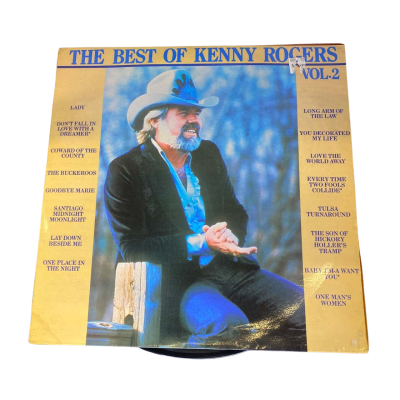 THE BEST OF KENNY ROGERS
VOL.2
LADY
DON'T FALL IN
LOVE WITH A
DREAMER*
COWARD OF THE
COUNTY
THE BUCKEROOS
GOODBYE MARIE
SANTIAGO
MIDNIGHT
MOONLIGHT
LAY DOWN
BESIDE ME
ONE PLACE IN
THE NIGHT
LONG ARM OF
THE LAW
YOU DECORATED
MY LIFE
LOVE THE
WORLD AWAY
EVERY TIME
TWO FOOLS
COLLIDE*
TULSA
TURNAROUND
THE SON OF
HICKORY
HOLLER'S
TRAMP
WANT
YOU?
ONE MAN'S
WOMEN